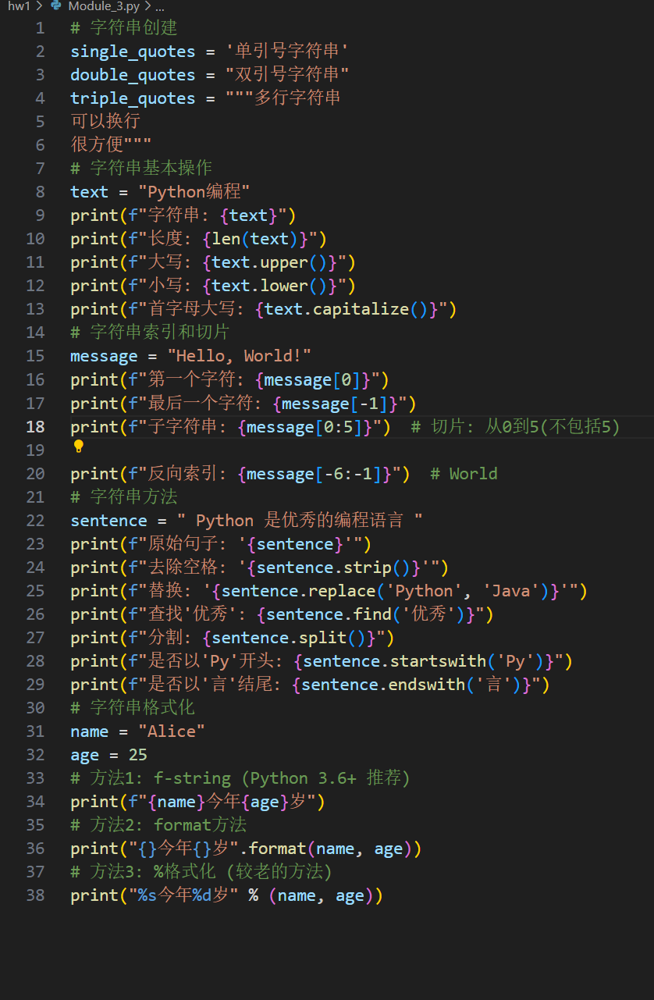 hw1 > Module_3.py > ...
1 # 字符串创建
2 single_quotes = '单引号字符串'
3 double_quotes = "双引号字符串"
4 triple_quotes = """多行字符串
5 可以换行
6 很方便"""
7 # 字符串基本操作
8 text = "Python编程"
9 print(f"字符串: {text}")
10 print(f"长度: {len(text)}")
11 print(f"大写: {text.upper()}")
12 print(f"小写: {text.lower()}")
13 print(f"首字母大写: {text.capitalize()}")
14 # 字符串索引和切片
15 message = "Hello, World!"
16 print(f"第一个字符: {message[0]}")
17 print(f"最后一个字符: {message[-1]}")
18 print(f"子字符串: {message[0:5]}")  # 切片: 从0到5(不包括5)
19
20 print(f"反向索引: {message[-6:-1]}")  # World
21 # 字符串方法
22 sentence = " Python 是优秀的编程语言 "
23 print(f"原始句子: '{sentence}'")
24 print(f"去除空格: '{sentence.strip()}'")
25 print(f"替换: '{sentence.replace('Python', 'Java')}'")
26 print(f"查找'优秀': {sentence.find('优秀')}")
27 print(f"分割: {sentence.split()}")
28 print(f"是否以'Py'开头: {sentence.startswith('Py')}")
29 print(f"是否以'言'结尾: {sentence.endswith('言')}")
30 # 字符串格式化
31 name = "Alice"
32 age = 25
33 # 方法1: f-string (Python 3.6+ 推荐)
34 print(f"{name}今年{age}岁")
35 # 方法2: format方法
36 print("{}今年{}岁".format(name, age))
37 # 方法3: %格式化 (较老的方法)
38 print("%s今年%d岁" % (name, age))